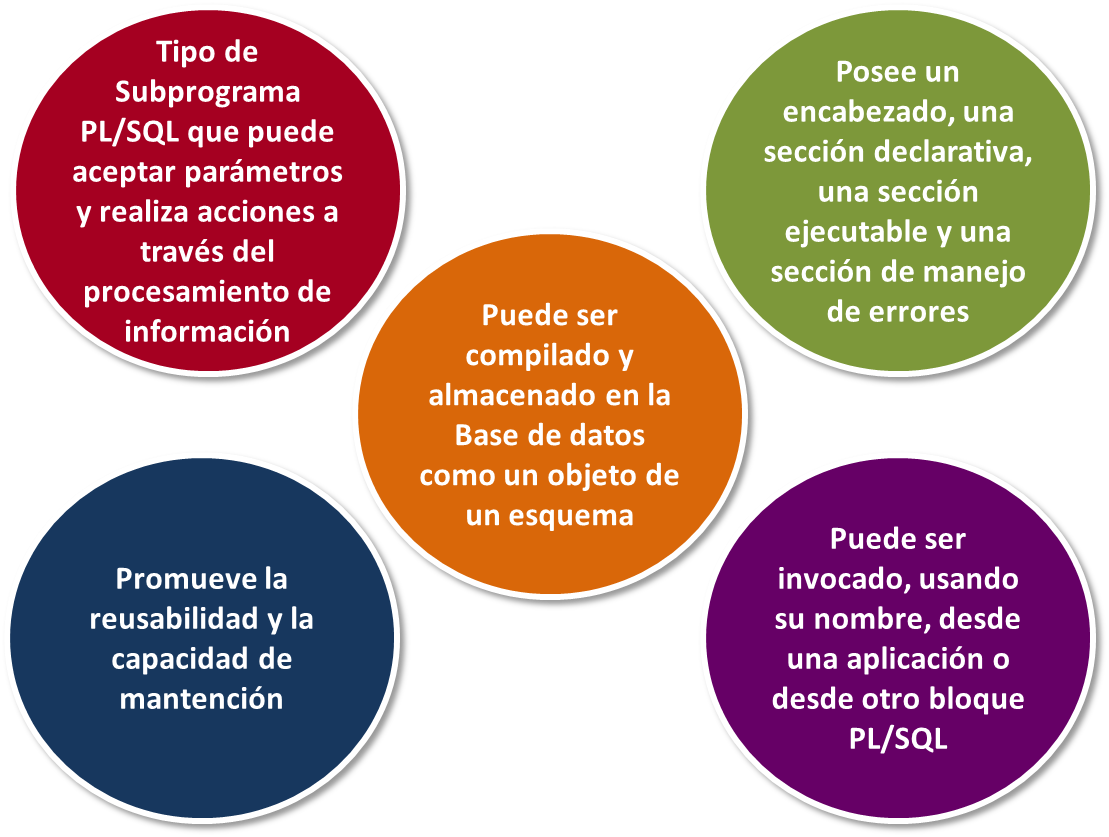 Tipo de
Subprograma
PL/SQL que puede
aceptar parámetros
y realiza acciones a
través del
procesamiento de
información
Posee un
encabezado, una
sección declarativa,
una sección
ejecutable y una
sección de manejo
de errores
Puede ser
compilado y
almacenado en la
Base de datos
como un objeto de
un esquema
Promueve la
reusabilidad y la
capacidad de
mantención
Puede ser
invocado, usando
su nombre, desde
una aplicación o
desde otro bloque
PL/SQL